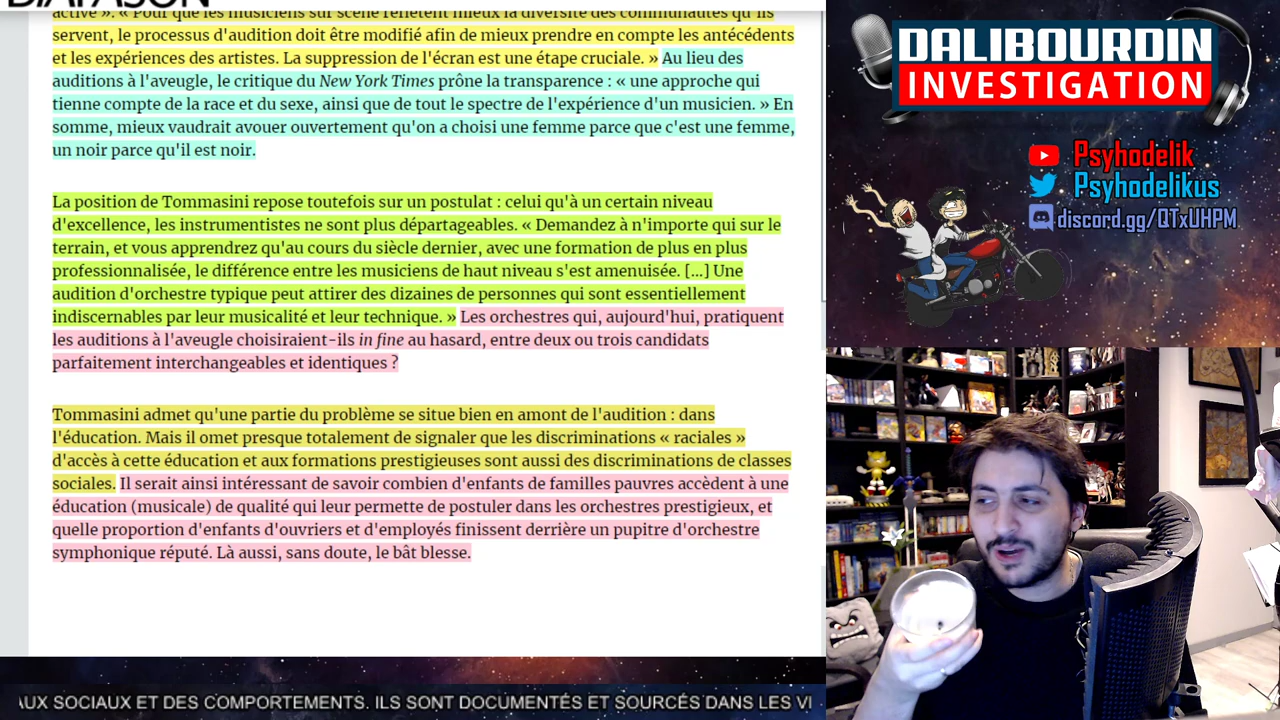 DIAPASON
active ». « Pour que les musiciens sur scène reflètent mieux la diversité des communautés qu'ils
servent, le processus d'audition doit être modifié afin de mieux prendre en compte les antécédents
et les expériences des artistes. La suppression de l'écran est une étape cruciale. » Au lieu des
auditions à l'aveugle, le critique du New York Times prône la transparence : « une approche qui
tienne compte de la race et du sexe, ainsi que de tout le spectre de l'expérience d'un musicien. » En
somme, mieux vaudrait avouer ouvertement qu'on a choisi une femme parce que c'est une femme,
un noir parce qu'il est noir.
La position de Tommasini repose toutefois sur un postulat : celui qu'à un certain niveau
d'excellence, les instrumentistes ne sont plus départageables. « Demandez à n'importe qui sur le
terrain, et vous apprendrez qu'au cours du siècle dernier, avec une formation de plus en plus
professionnalisée, le différence entre les musiciens de haut niveau s'est amenuisée. [...] Une
audition d'orchestre typique peut attirer des dizaines de personnes qui sont essentiellement
indiscernables par leur musicalité et leur technique. » Les orchestres qui, aujourd'hui, pratiquent
les auditions à l'aveugle choisiraient-ils in fine au hasard, entre deux ou trois candidats
parfaitement interchangeables et identiques ?
Tommasini admet qu'une partie du problème se situe bien en amont de l'audition : dans
l'éducation. Mais il omet presque totalement de signaler que les discriminations « raciales »
d'accès à cette éducation et aux formations prestigieuses sont aussi des discriminations de classes
sociales. Il serait ainsi intéressant de savoir combien d'enfants de familles pauvres accèdent à une
éducation (musicale) de qualité qui leur permette de postuler dans les orchestres prestigieux, et
quelle proportion d'enfants d'ouvriers et d'employés finissent derrière un pupitre d'orchestre
symphonique réputé. Là aussi, sans doute, le bât blesse.
DALIBOURDIN
INVESTIGATION
Psyhodelik
Psyhodelikus
discord.gg/QTxUHPM
AUX SOCIAUX ET DES COMPORTEMENTS. ILS SONT DOCUMENTÉS ET SOURCÉS DANS LES VI